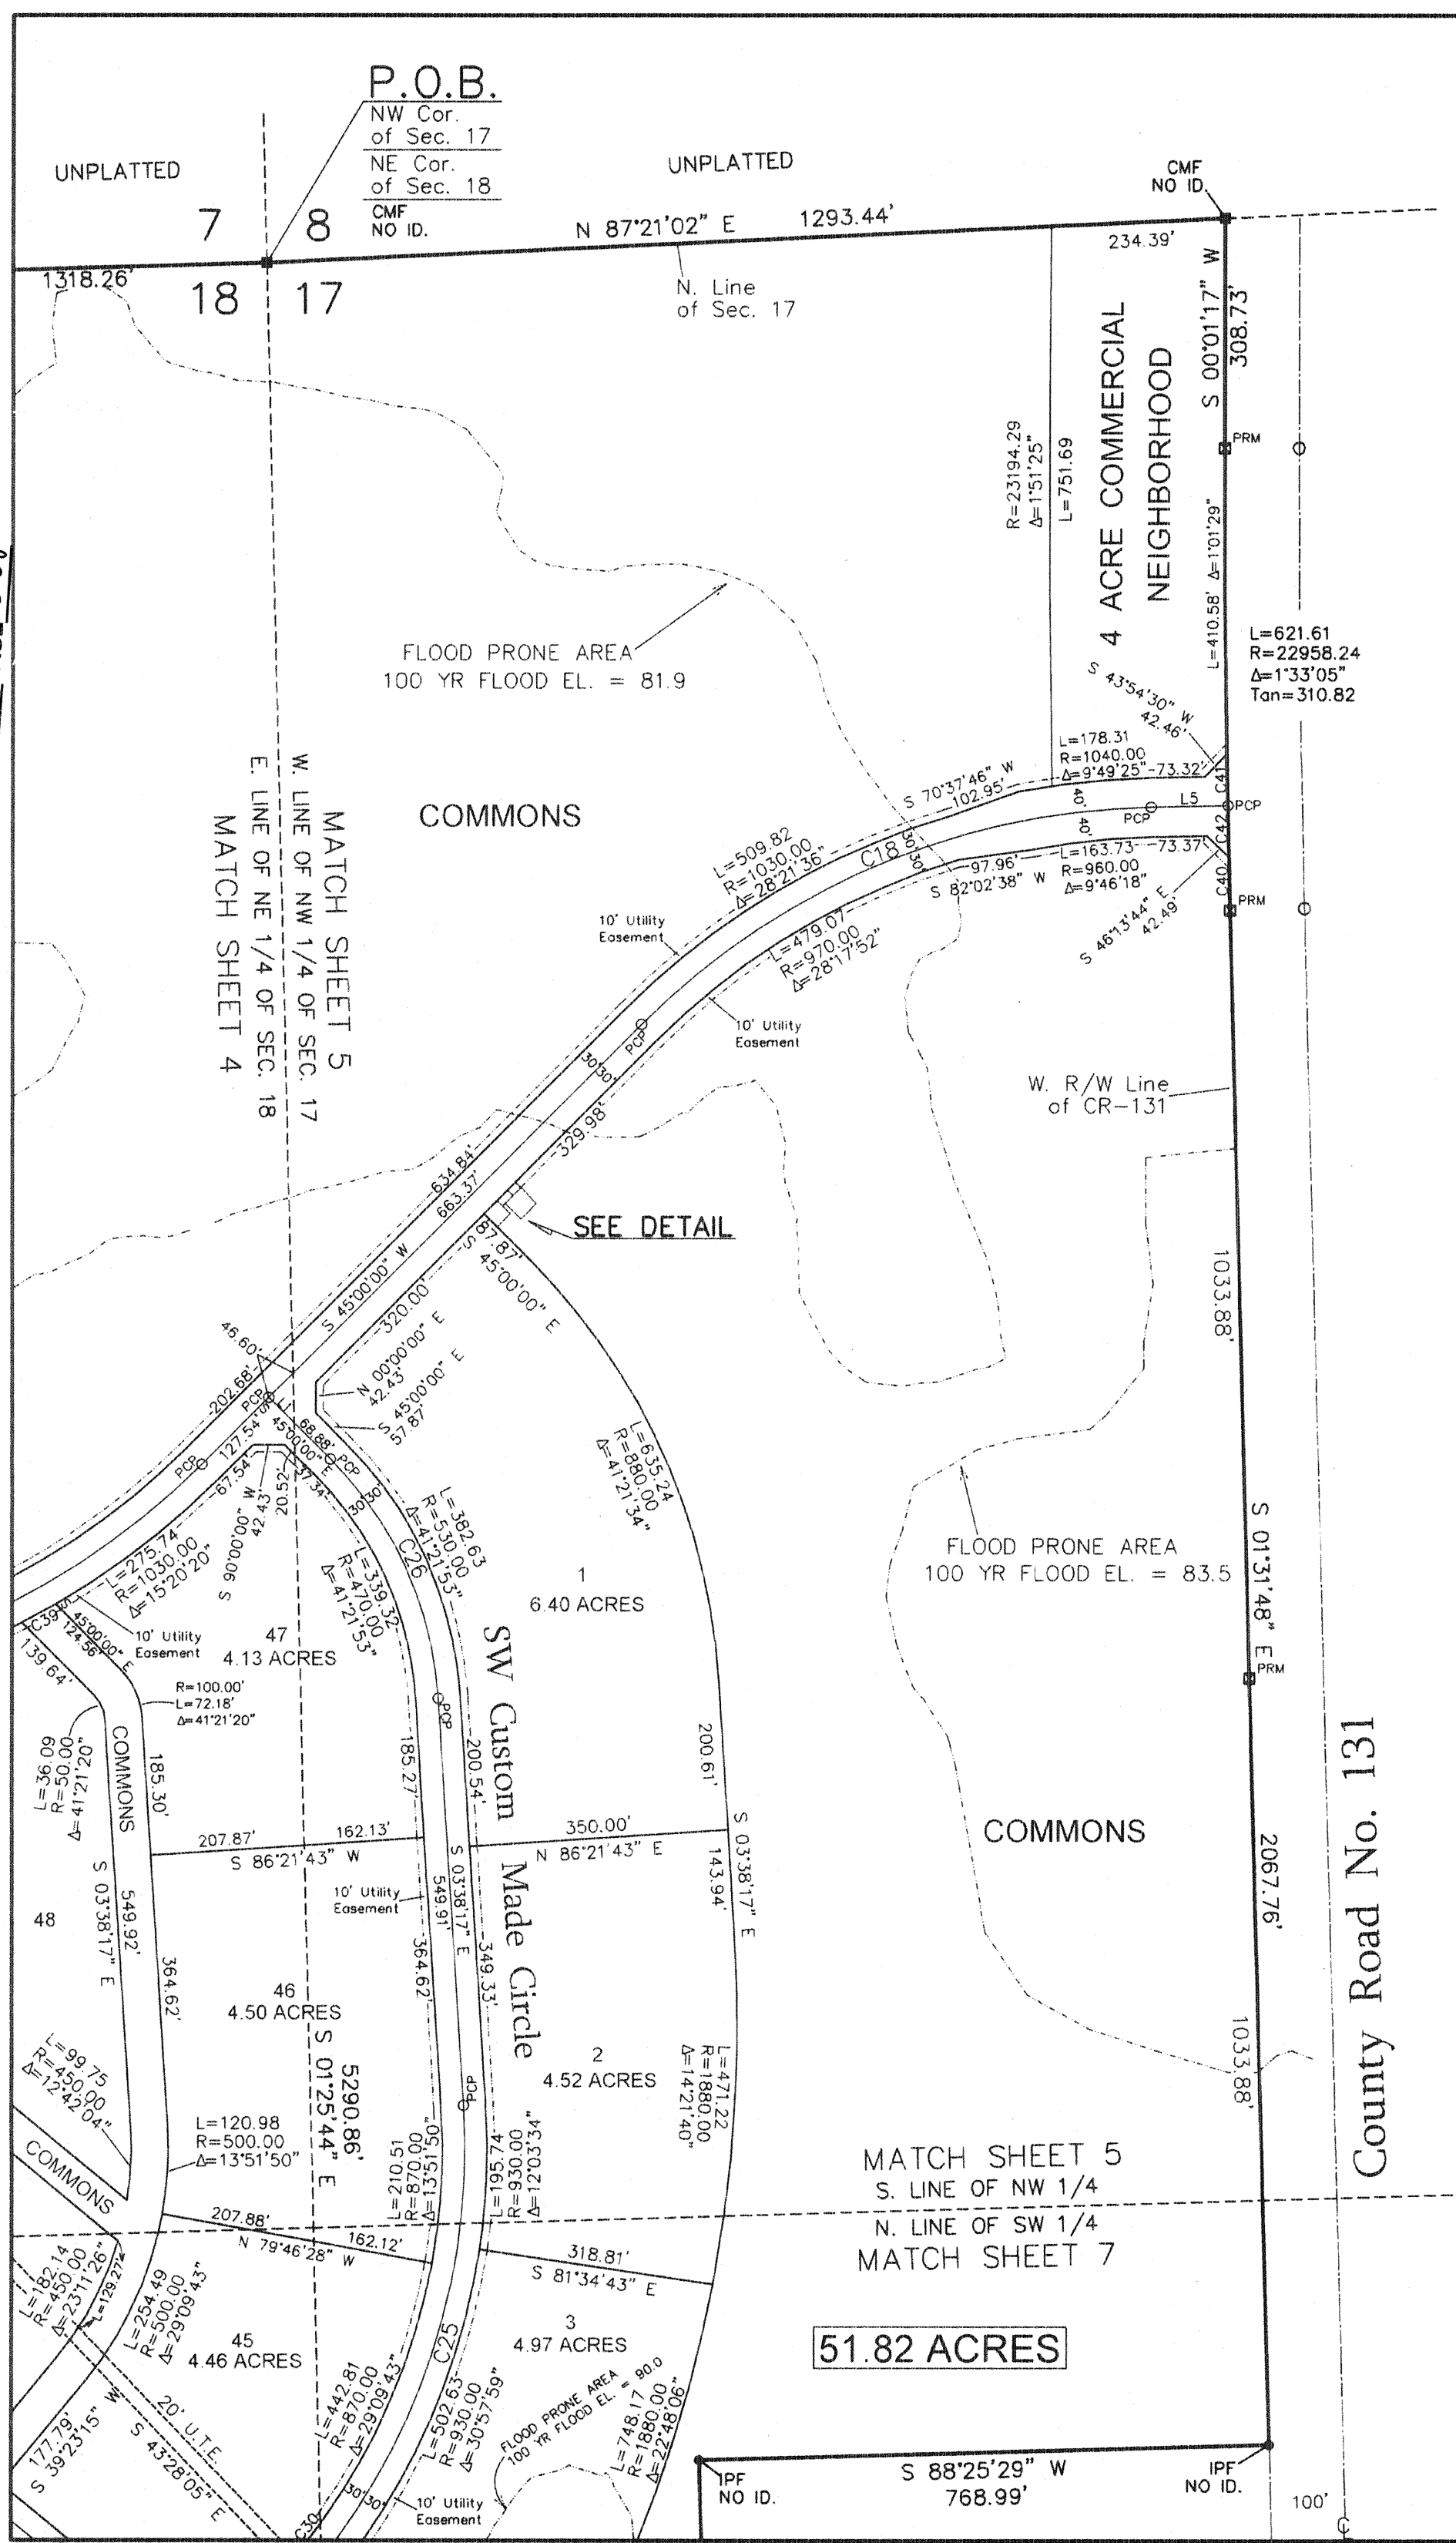 P.O.B.
NW Cor.
of Sec. 17
NE Cor.
of Sec. 18
CMF
NO ID.
UNPLATTED
UNPLATTED
CMF
NO ID.
7
8
18
17
1318.26'
N 87°21'02" E
1293.44'
234.39'
N. Line
of Sec. 17
S 00°01'17" W
308.73'
4 ACRE COMMERCIAL
NEIGHBORHOOD
PRM
R=23194.29
Δ=1°51'25"
L=751.69
L=410.58' Δ=1°01'29"
L=621.61
R=22958.24
Δ=1°33'05"
Tan=310.82
FLOOD PRONE AREA
100 YR FLOOD EL. = 81.9
S 43°54'30" W
42.46'
L=178.31
R=1040.00
Δ=9°49'25"
73.32'
C41
S 70°37'46" W
102.95'
40'
40'
PCP
L5
PCP
C42
C40
PRM
L=163.73
R=960.00
Δ=9°46'18"
73.37'
97.96'
S 82°02'38" W
S 46°13'44" E
42.49'
COMMONS
L=509.82
R=1030.00
Δ=28°21'36"
C18
30'
30'
L=479.07
R=970.00
Δ=28°17'52"
10' Utility
Easement
10' Utility
Easement
MATCH SHEET 5
W. LINE OF NW 1/4 OF SEC. 17
E. LINE OF NE 1/4 OF SEC. 18
MATCH SHEET 4
PCP
30'
30'
329.98'
W. R/W Line
of CR-131
634.84'
663.37'
S 45°00'00" W
SEE DETAIL
87.87'
S 45°00'00" E
320.00'
1033.88'
46.60'
202.68'
PCP
N 00°00'00" E
42.43'
S 45°00'00" E
57.87'
L1
68.88'
S 45°00'00" E
PCP
127.54'
PCP
67.54'
S 90°00'00" W
42.43'
20.52'
37.34'
30'
30'
L=635.24
R=880.00
Δ=41°21'34"
L=382.63
R=530.00
Δ=41°21'53"
C26
L=339.32
R=470.00
Δ=41°21'53"
L=275.74
R=1030.00
Δ=15°20'20"
FLOOD PRONE AREA
100 YR FLOOD EL. = 83.5
S 01°31'48" E
PRM
1
6.40 ACRES
C39
S 45°00'00" E
124.56'
139.64'
10' Utility
Easement
47
4.13 ACRES
R=100.00'
L=72.18'
Δ=41°21'20"
PCP
SW Custom Made Circle
L=36.09
R=50.00
Δ=41°21'20"
COMMONS
185.30'
185.27'
200.54'
200.61'
County Road No. 131
207.87'
162.13'
S 86°21'43" W
350.00'
N 86°21'43" E
S 03°38'17" E
143.94'
COMMONS
2067.76'
48
S 03°38'17" E
549.92'
10' Utility
Easement
S 03°38'17" E
549.91'
364.62'
364.62'
349.33'
46
4.50 ACRES
S 01°25'44" E
5290.86'
2
4.52 ACRES
L=471.22
R=1880.00
Δ=14°21'40"
1033.88'
L=99.75
R=450.00
Δ=12°42'04"
PCP
L=120.98
R=500.00
Δ=13°51'50"
L=210.51
R=870.00
Δ=13°51'50"
L=195.74
R=930.00
Δ=12°03'34"
COMMONS
MATCH SHEET 5
S. LINE OF NW 1/4
N. LINE OF SW 1/4
MATCH SHEET 7
207.88'
162.12'
N 79°46'28" W
318.81'
S 81°34'43" E
L=182.14
R=450.00
Δ=23°11'26"
L=129.27'
L=254.49
R=500.00
Δ=29°09'43"
45
4.46 ACRES
3
4.97 ACRES
C25
51.82 ACRES
L=442.81
R=870.00
Δ=29°09'43"
L=502.63
R=930.00
Δ=30°57'59"
FLOOD PRONE AREA
100 YR FLOOD EL. = 90.0
L=748.17
R=1880.00
Δ=22°48'06"
20' U.T.E.
S 43°28'05" E
177.79'
S 39°23'15" W
C30
30'
30'
10' Utility
Easement
IPF
NO ID.
S 88°25'29" W
768.99'
IPF
NO ID.
100'